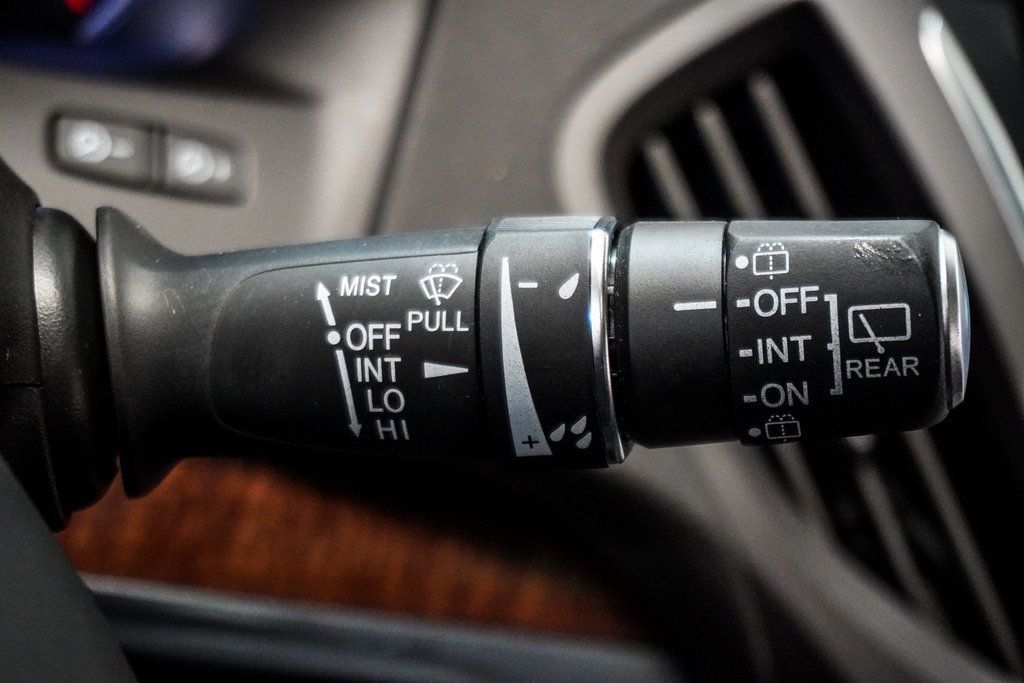 MIST
PULL
OFF
INT
LO
HI
-
+
OFF
INT
ON
REAR